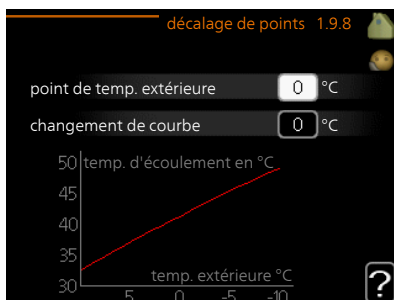 décalage de points 1.9.8
point de temp. extérieure 0 °C
changement de courbe 0 °C
50 temp. d'écoulement en °C
45
40
35
temp. extérieure °C
30
5 0 -5 -10
?